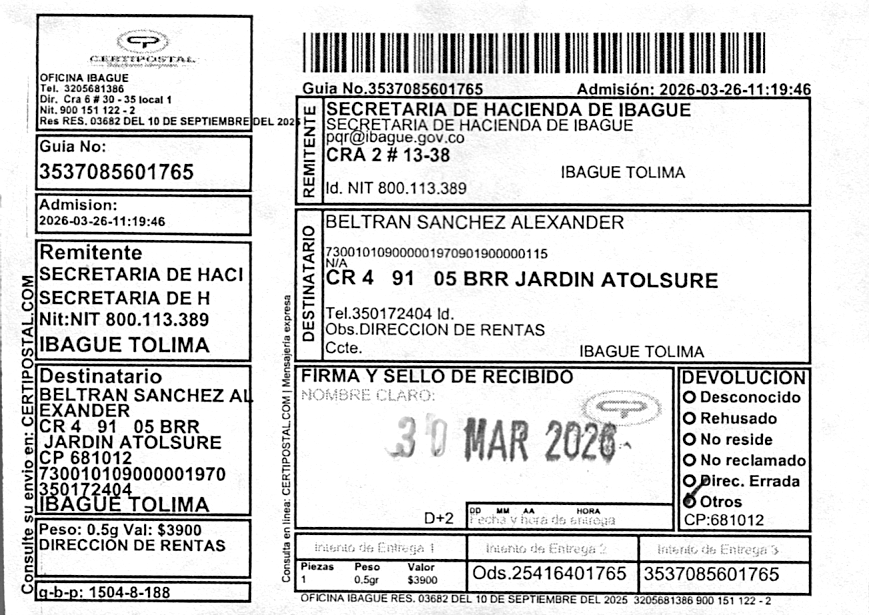 CERTIPOSTAL
OFICINA IBAGUE
Tel. 3205681386
Dir. Cra 6 # 30 - 35 local 1
Nit. 900 151 122 - 2
Res RES. 03682 DEL 10 DE SEPTIEMBRE DEL 2025
Guia No:
3537085601765
Admision:
2026-03-26-11:19:46
Remitente
SECRETARIA DE HACI
SECRETARIA DE H
Nit:NIT 800.113.389
IBAGUE TOLIMA
Destinatario
BELTRAN SANCHEZ AL
EXANDER
CR 4 91 05 BRR
JARDIN ATOLSURE
CP 681012
730010109000001970
350172404
IBAGUE TOLIMA
Peso: 0.5g Val: $3900
DIRECCIÓN DE RENTAS
g-b-p: 1504-8-188
Consulte su envio en: CERTIPOSTAL.COM
Guia No.3537085601765 Admisión: 2026-03-26-11:19:46
REMITENTE
SECRETARIA DE HACIENDA DE IBAGUE
SECRETARIA DE HACIENDA DE IBAGUE
pqr@ibague.gov.co
CRA 2 # 13-38
IBAGUE TOLIMA
Id. NIT 800.113.389
DESTINATARIO
BELTRAN SANCHEZ ALEXANDER
730010109000001970901900000115
N/A
CR 4 91 05 BRR JARDIN ATOLSURE
Tel.350172404 Id.
Obs.DIRECCION DE RENTAS
Ccte. IBAGUE TOLIMA
Consulta en linea: CERTIPOSTAL.COM | Mensajería expresa
FIRMA Y SELLO DE RECIBIDO
NOMBRE CLARO:
30 MAR 2026
D+2
DD MM AA HORA
Fecha y hora de entrega
DEVOLUCION
Desconocido
Rehusado
No reside
No reclamado
Direc. Errada
Otros
CP:681012
Intento de Entrega 1 Intento de Entrega 2 Intento de Entrega 3
Piezas Peso Valor
1 0.5gr $3900
Ods.25416401765 3537085601765
OFICINA IBAGUE RES. 03682 DEL 10 DE SEPTIEMBRE DEL 2025 3205681386 900 151 122 - 2